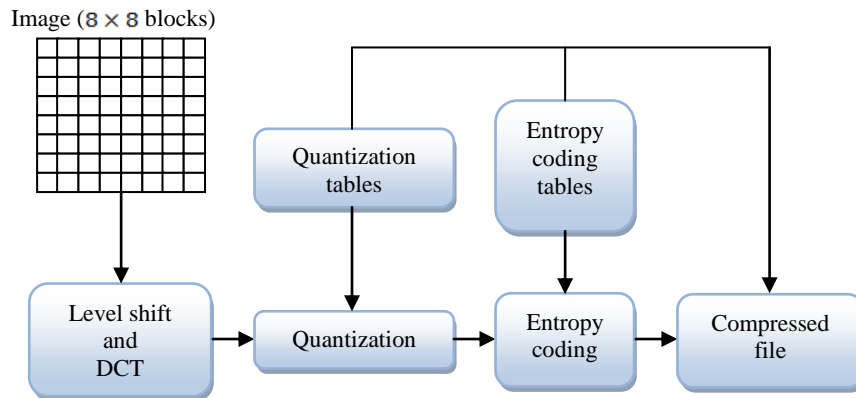 Image (8 × 8 blocks)
Quantization
tables
Entropy
coding
tables
Level shift
and
DCT
Quantization
Entropy
coding
Compressed
file